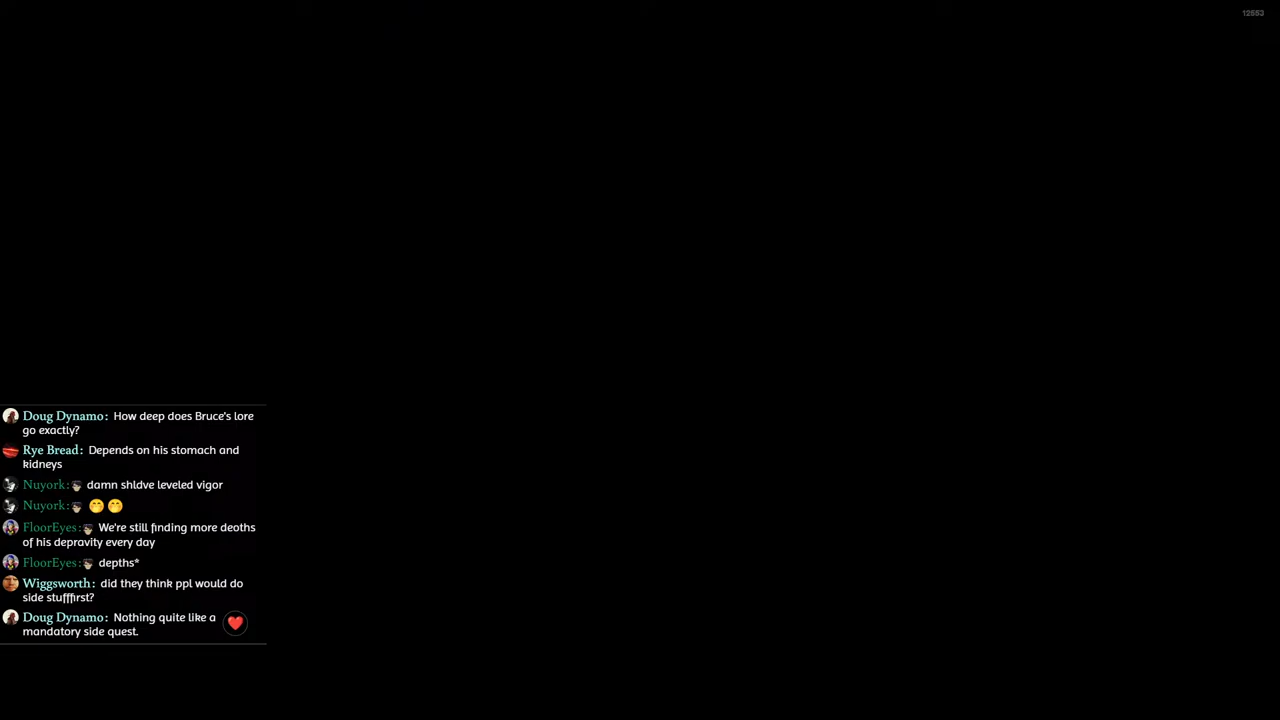 12553
Doug Dynamo: How deep does Bruce's lore
go exactly?
Rye Bread: Depends on his stomach and
kidneys
Nuyork: damn shldve leveled vigor
Nuyork: 🤭 🤭
FloorEyes: We're still finding more deoths
of his depravity every day
FloorEyes: depths*
Wiggsworth: did they think ppl would do
side stufffirst?
Doug Dynamo: Nothing quite like a
mandatory side quest.